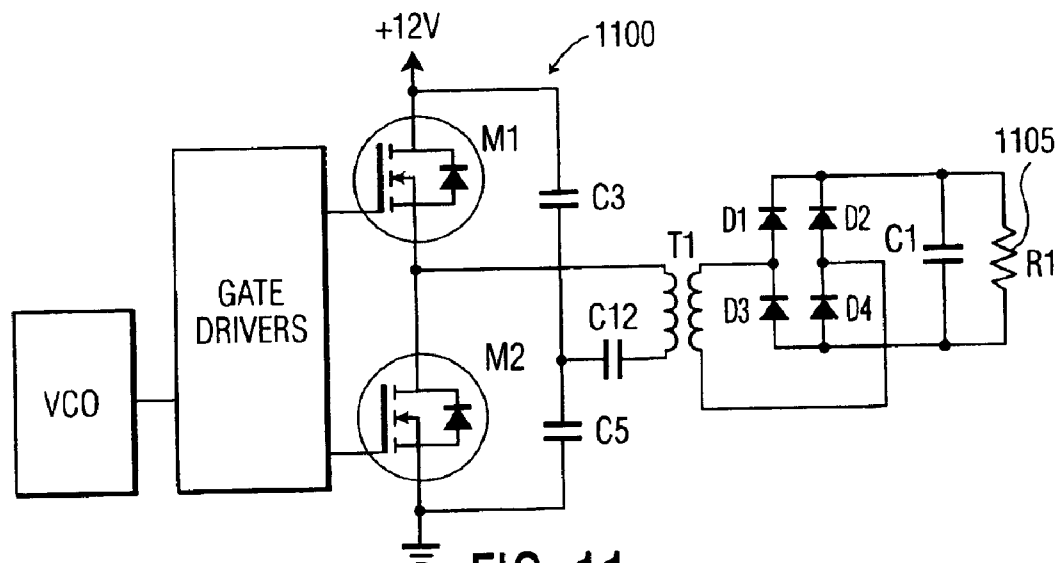 +12V
1100
M1
C3
1105
D1
D2
C1
R1
T1
GATE
DRIVERS
C12
D3
D4
M2
VCO
C5
FIG. 11